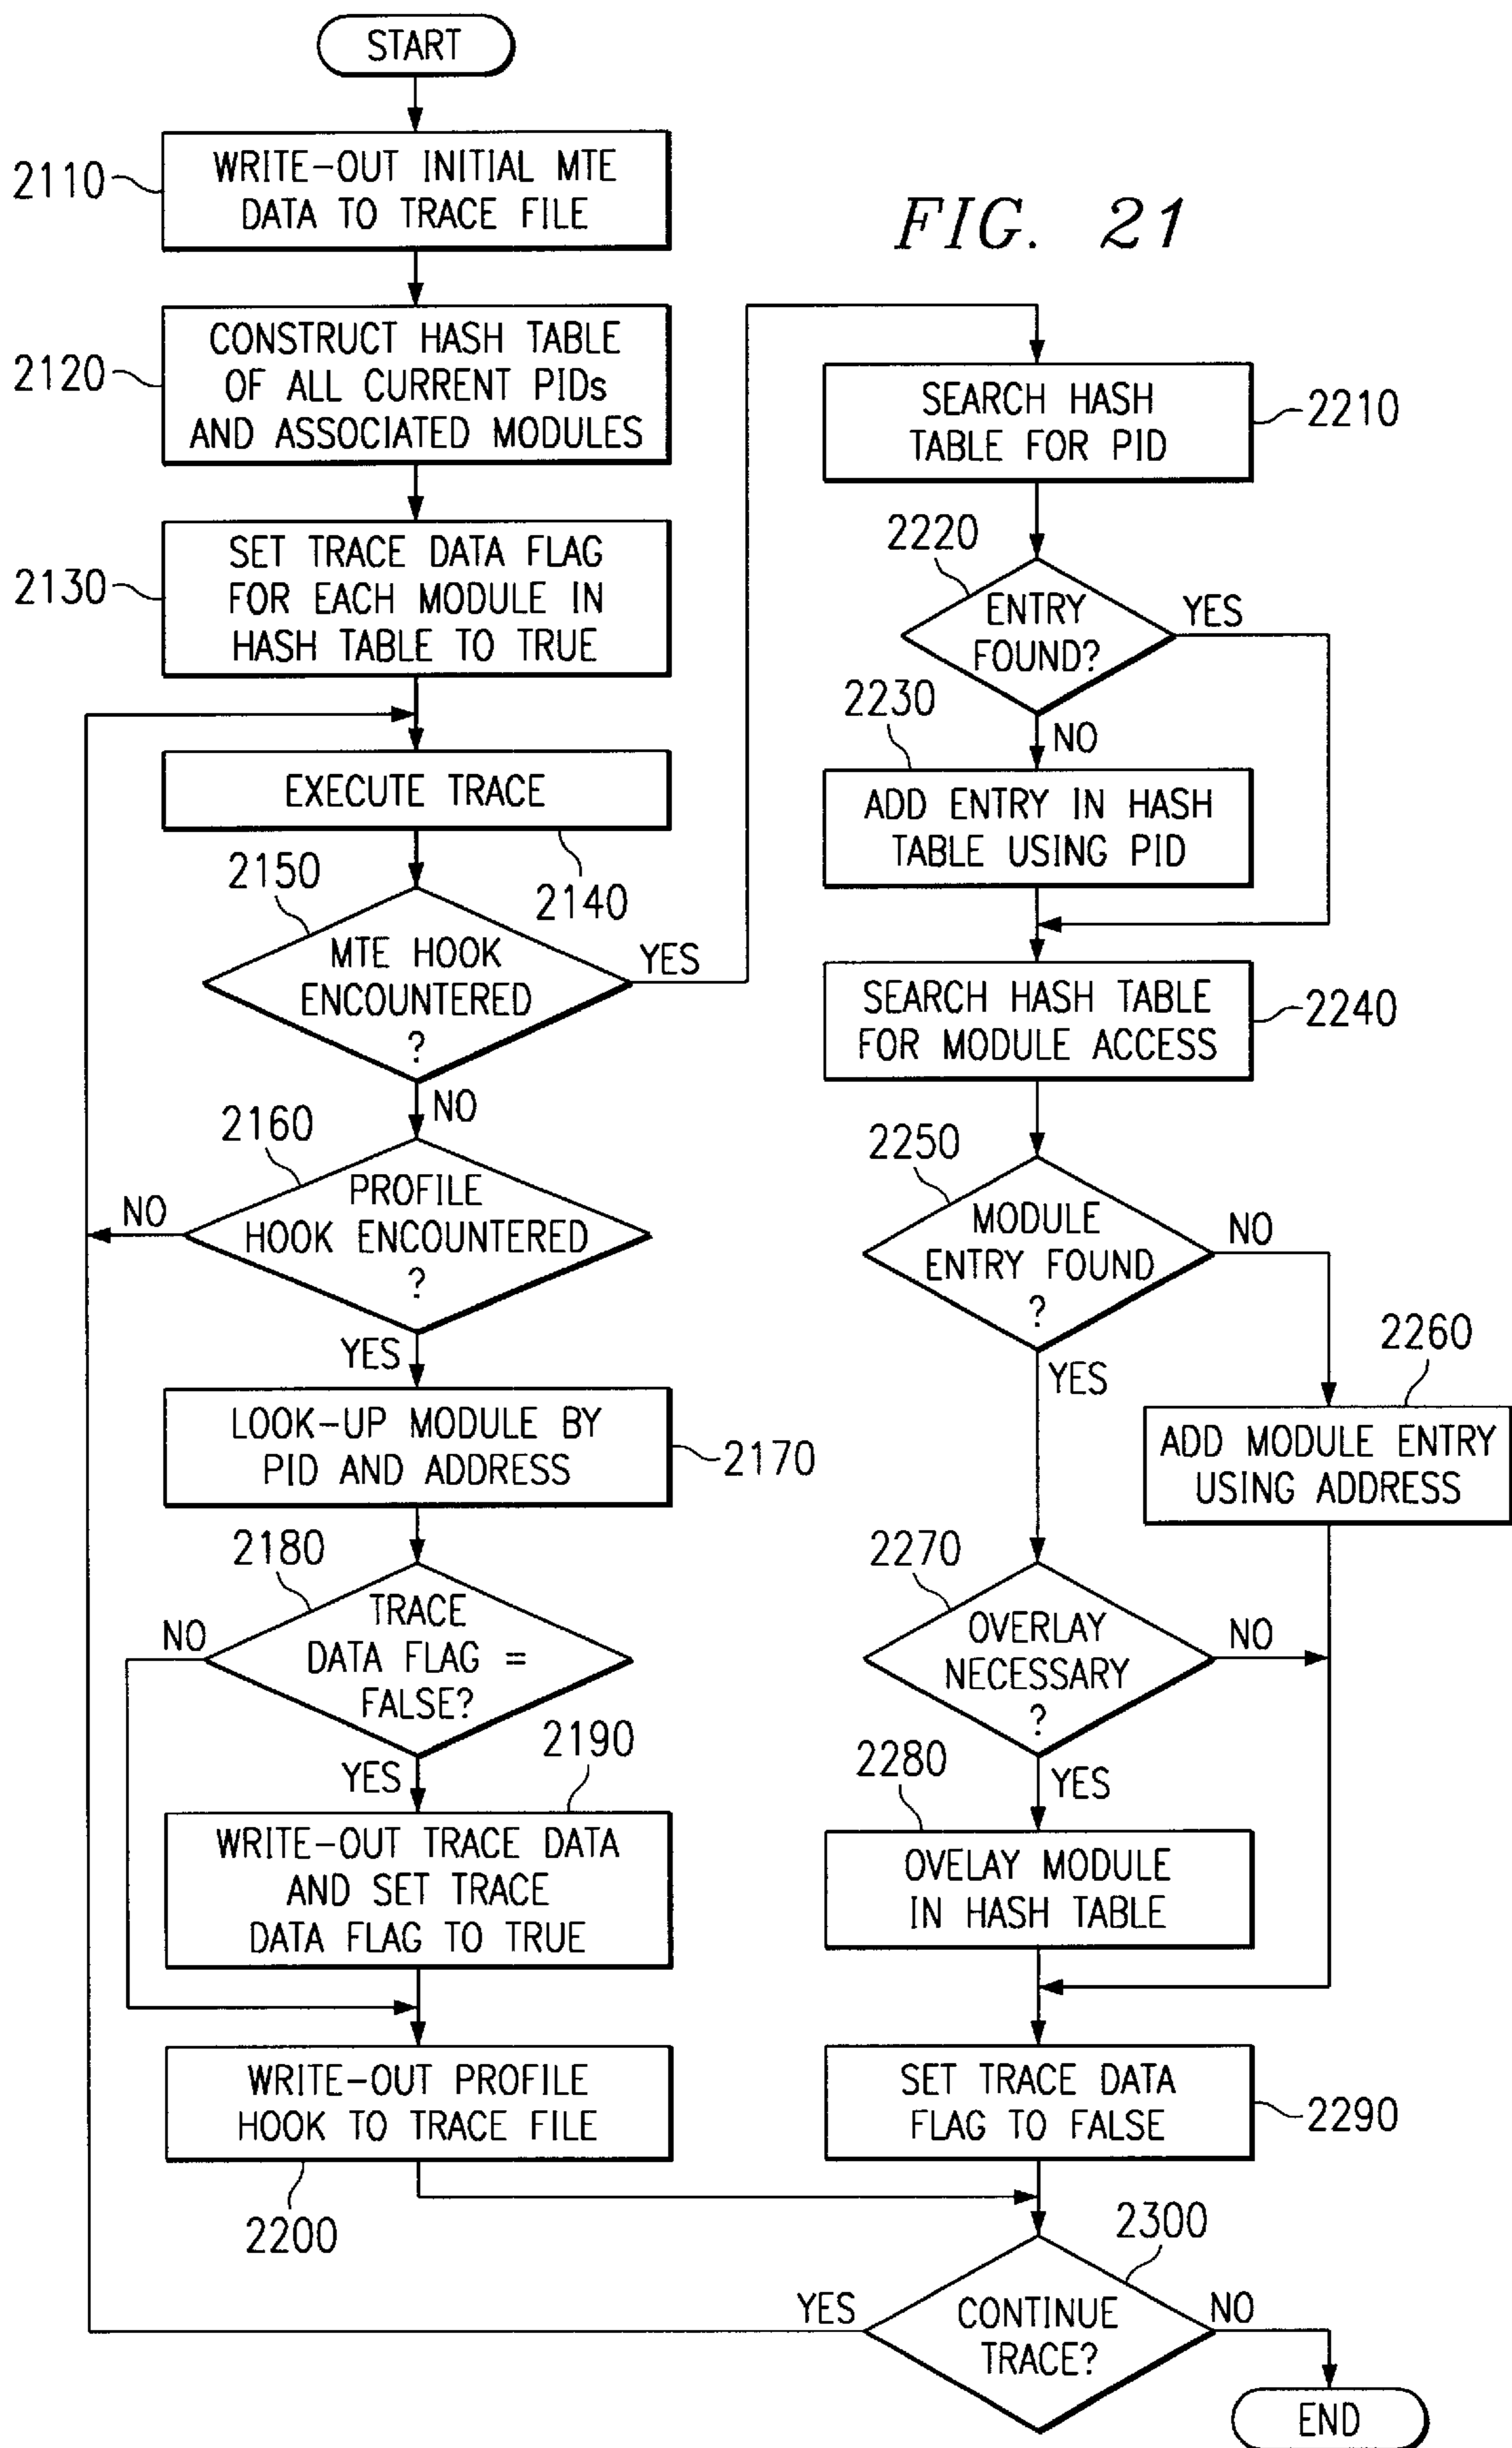 START
2110
WRITE-OUT INITIAL MTE
DATA TO TRACE FILE
FIG. 21
2120
CONSTRUCT HASH TABLE
OF ALL CURRENT PIDs
AND ASSOCIATED MODULES
2130
SET TRACE DATA FLAG
FOR EACH MODULE IN
HASH TABLE TO TRUE
EXECUTE TRACE
2140
2150
MTE HOOK
ENCOUNTERED
?
YES
NO
2160
PROFILE
HOOK ENCOUNTERED
?
NO
YES
LOOK-UP MODULE BY
PID AND ADDRESS
2170
2180
TRACE
DATA FLAG =
FALSE?
NO
YES
2190
WRITE-OUT TRACE DATA
AND SET TRACE
DATA FLAG TO TRUE
WRITE-OUT PROFILE
HOOK TO TRACE FILE
2200
SEARCH HASH
TABLE FOR PID
2210
2220
ENTRY
FOUND?
YES
NO
2230
ADD ENTRY IN HASH
TABLE USING PID
SEARCH HASH TABLE
FOR MODULE ACCESS
2240
2250
MODULE
ENTRY FOUND
?
NO
YES
2260
ADD MODULE ENTRY
USING ADDRESS
2270
OVERLAY
NECESSARY
?
NO
YES
2280
OVELAY MODULE
IN HASH TABLE
SET TRACE DATA
FLAG TO FALSE
2290
2300
CONTINUE
TRACE?
YES
NO
END